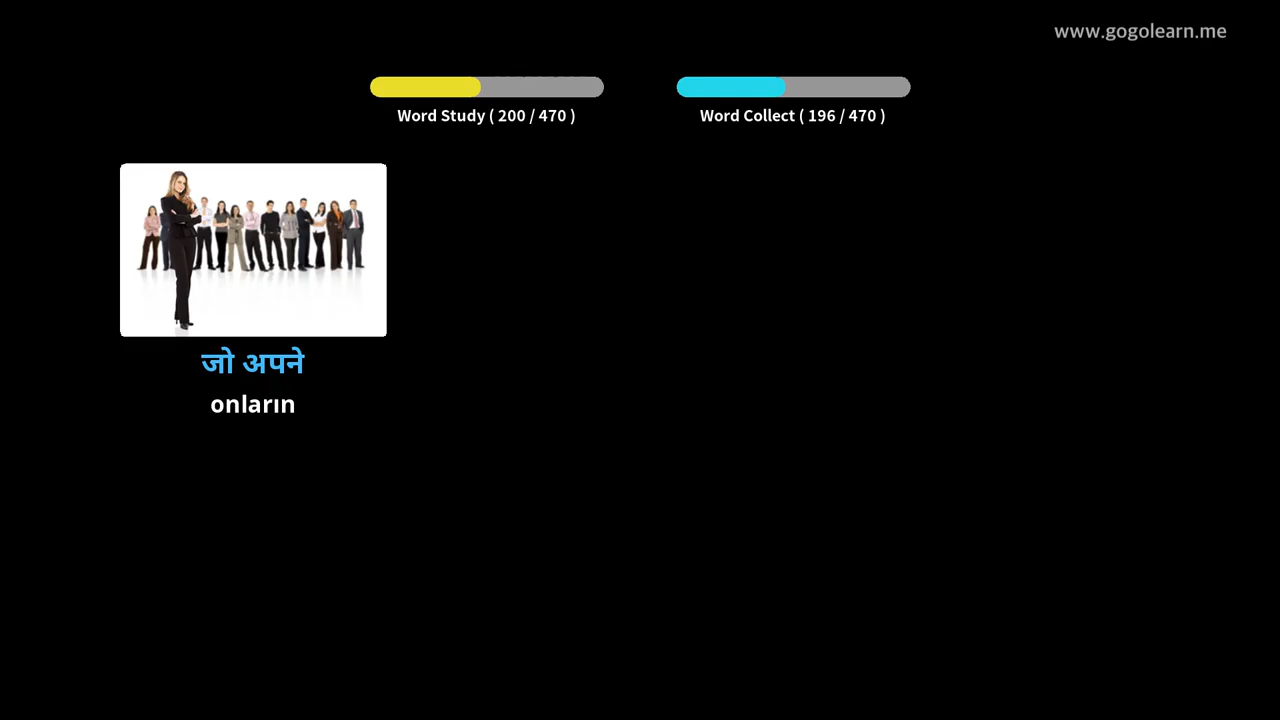 www.gogolearn.me
Word Study ( 200 / 470 )
Word Collect ( 196 / 470 )
जो अपने
onların